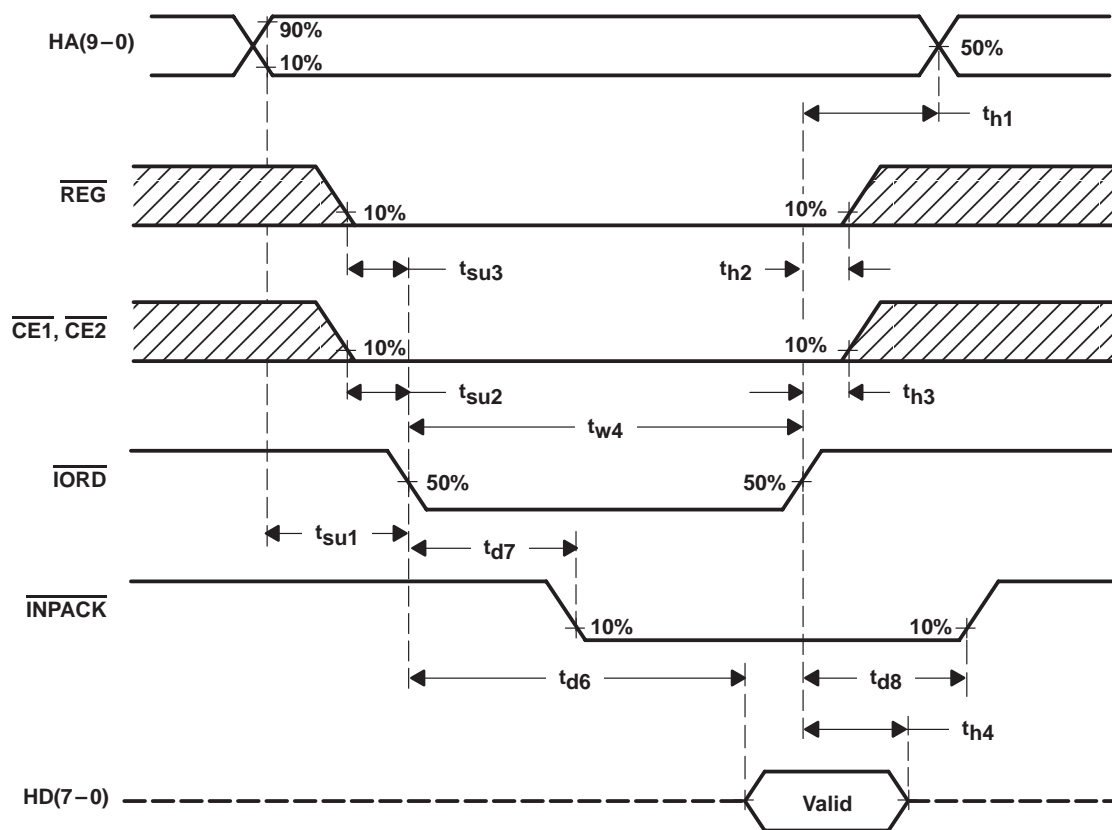 HA(9–0)
90%
10%
50%
th1
REG
10%
10%
tsu3
th2
CE1, CE2
10%
10%
tsu2
th3
tw4
IORD
50%
50%
tsu1
td7
INPACK
10%
10%
td6
td8
th4
HD(7–0)
Valid